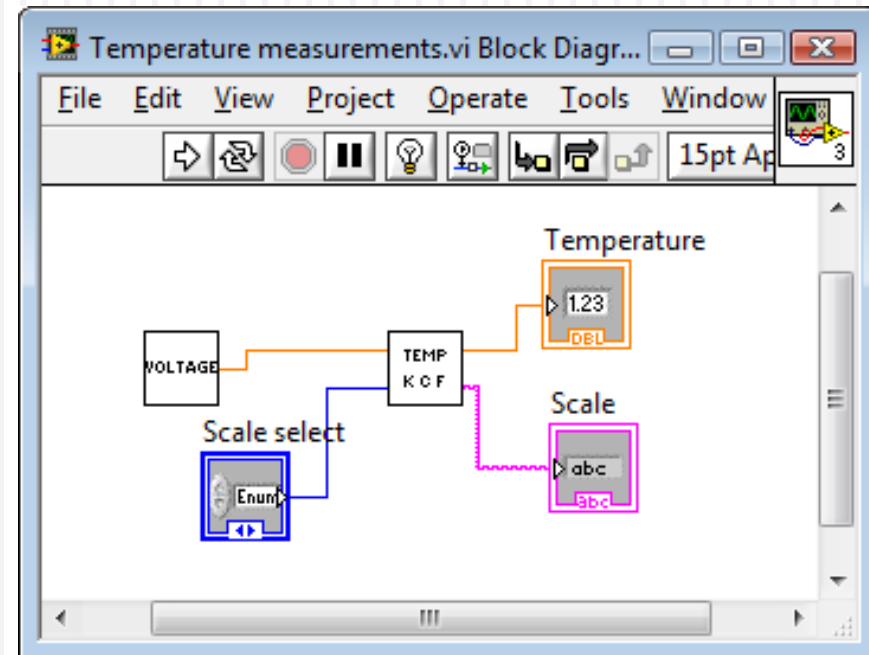 Temperature measurements.vi Block Diagr...
File Edit View Project Operate Tools Window
15pt Ap
3
Temperature
1.23
DBL
VOLTAGE
TEMP
K C F
Scale select
Enum
Scale
abc
abc